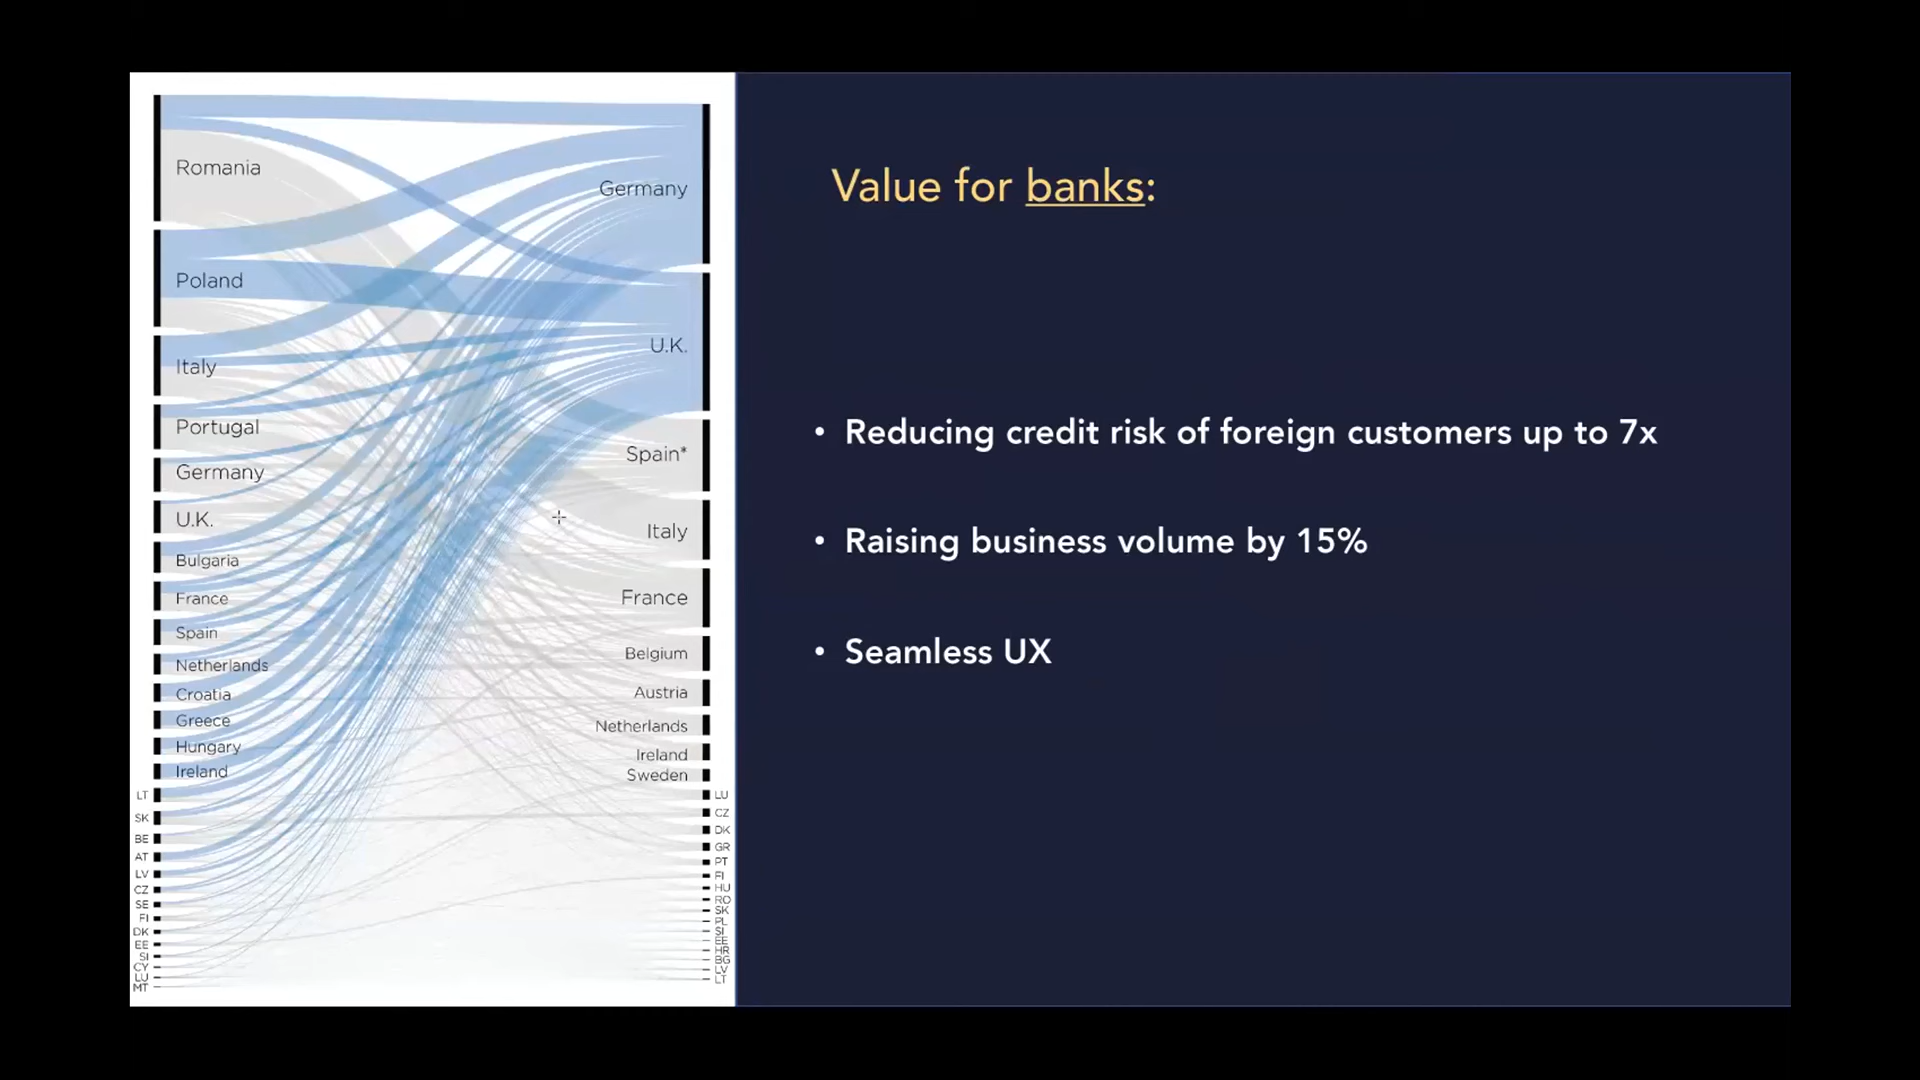 Romania
Poland
Italy
Portugal
Germany
U.K.
Bulgaria
France
Spain
Netherlands
Croatia
Greece
Hungary
Ireland
LT
SK
BE
AT
LV
CZ
SE
FI
DK
EE
SI
CY
LU
MT
Germany
U.K.
Spain*
Italy
France
Belgium
Austria
Netherlands
Ireland
Sweden
LU
CZ
DK
GR
PT
FI
HU
RO
SK
PL
SI
EE
HR
BG
LV
LT
Value for banks:
• Reducing credit risk of foreign customers up to 7x
• Raising business volume by 15%
• Seamless UX